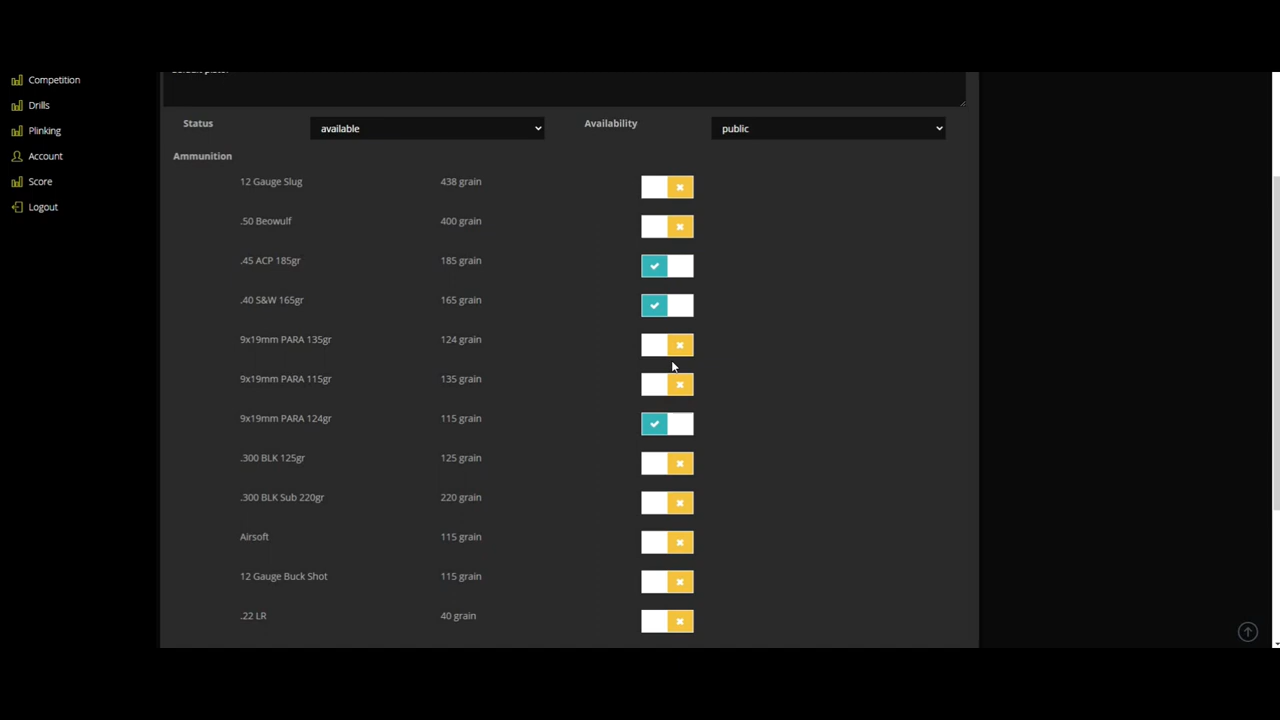 Competition
Drills
Plinking
Account
Score
Logout
Status available Availability public
Ammunition
12 Gauge Slug 438 grain
.50 Beowulf 400 grain
.45 ACP 185gr 185 grain
.40 S&W 165gr 165 grain
9x19mm PARA 135gr 124 grain
9x19mm PARA 115gr 135 grain
9x19mm PARA 124gr 115 grain
.300 BLK 125gr 125 grain
.300 BLK Sub 220gr 220 grain
Airsoft 115 grain
12 Gauge Buck Shot 115 grain
.22 LR 40 grain